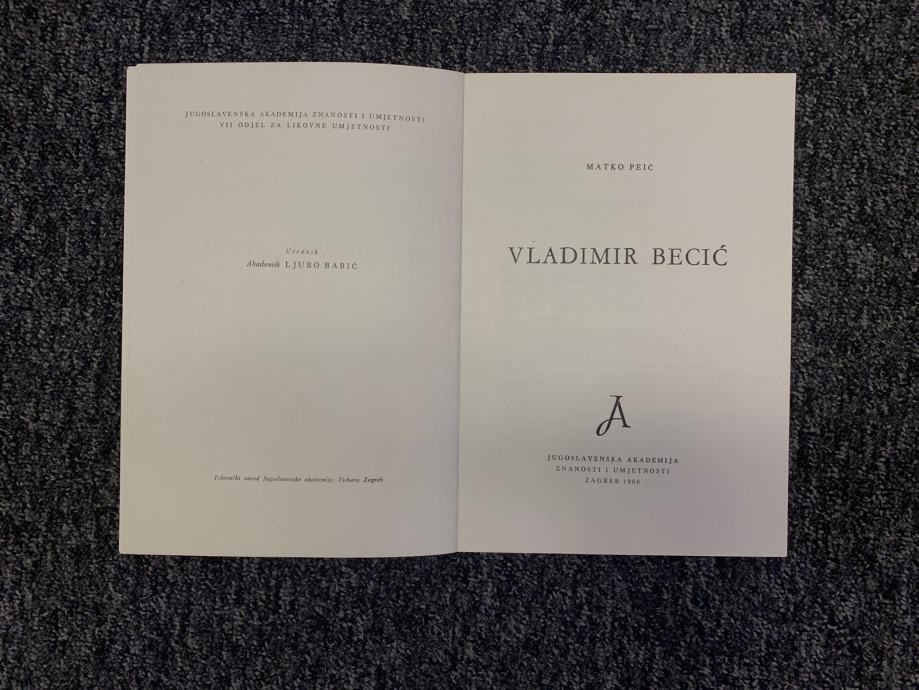 JUGOSLAVENSKA AKADEMIJA ZNANOSTI I UMJETNOSTI
VII ODJEL ZA LIKOVNE UMJETNOSTI
Urednik
Akademik LJUBO BABIĆ
Izdavački zavod Jugoslavenske akademije, Tiskara, Zagreb
MATKO PEIĆ
VLADIMIR BECIĆ
JA
JUGOSLAVENSKA AKADEMIJA
ZNANOSTI I UMJETNOSTI
ZAGREB 1966